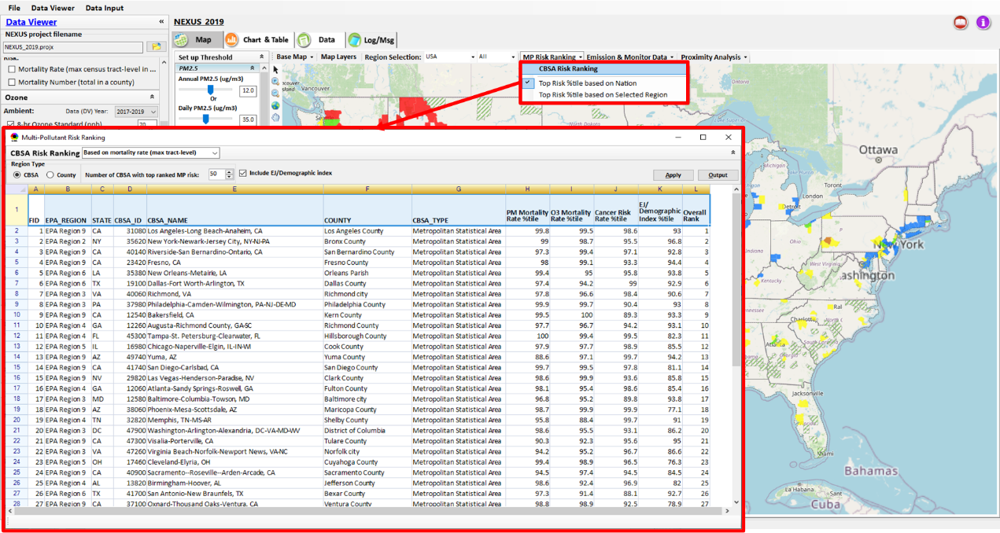 File Data Viewer Data Input
Data Viewer «
NEXUS project filename
NEXUS_2019.projx
Mortality Rate (max census tract-level in ...
Mortality Number (total in a county)
Ozone
Ambient: Data (DV) Year: 2017-2019
8-hr Ozone Standard (ppb) 70
NEXUS_2019
Map Chart & Table Data Log/Msg
Set up Threshold
PM2.5
Annual PM2.5 (ug/m3)
12.0
Or
Daily PM2.5 (ug/m3)
35.0
Base Map Map Layers Region Selection: USA All MP Risk Ranking Emission & Monitor Data Proximity Analysis
CBSA Risk Ranking
Top Risk %tile based on Nation
Top Risk %tile based on Selected Region
Multi-Pollutant Risk Ranking
CBSA Risk Ranking Based on mortality rate (max tract-level)
Region Type
CBSA County Number of CBSA with top ranked MP risk: 50 Include EJ/Demographic index Apply Output
A B C D E F G H I J K L
1 FID EPA_REGION STATE CBSA_ID CBSA_NAME COUNTY CBSA_TYPE PM Mortality Rate %tile O3 Mortality Rate %tile Cancer Risk Rate %tile EJ/ Demographic Index %tile Overall Rank
2 1 EPA Region 9 CA 31080 Los Angeles-Long Beach-Anaheim, CA Los Angeles County Metropolitan Statistical Area 99.8 99.5 98.6 93 1
3 2 EPA Region 2 NY 35620 New York-Newark-Jersey City, NY-NJ-PA Bronx County Metropolitan Statistical Area 99 98.7 95.5 96.8 2
4 3 EPA Region 9 CA 40140 Riverside-San Bernardino-Ontario, CA San Bernardino County Metropolitan Statistical Area 97.3 99.4 97.1 92.8 3
5 4 EPA Region 9 CA 23420 Fresno, CA Fresno County Metropolitan Statistical Area 98 99.1 93.3 94.4 4
6 5 EPA Region 6 LA 35380 New Orleans-Metairie, LA Orleans Parish Metropolitan Statistical Area 99.4 95 95.8 93.8 5
7 6 EPA Region 6 TX 19100 Dallas-Fort Worth-Arlington, TX Dallas County Metropolitan Statistical Area 97.4 94.2 99 92.9 6
8 7 EPA Region 3 VA 40060 Richmond, VA Richmond city Metropolitan Statistical Area 97.8 96.6 98.4 90.6 7
9 8 EPA Region 3 PA 37980 Philadelphia-Camden-Wilmington, PA-NJ-DE-MD Philadelphia County Metropolitan Statistical Area 99.9 99.7 90.4 93 8
10 9 EPA Region 9 CA 12540 Bakersfield, CA Kern County Metropolitan Statistical Area 99.5 100 89.3 93.3 9
11 10 EPA Region 4 GA 12260 Augusta-Richmond County, GA-SC Richmond County Metropolitan Statistical Area 97.7 96.7 94.2 93.1 10
12 11 EPA Region 4 FL 45300 Tampa-St. Petersburg-Clearwater, FL Hillsborough County Metropolitan Statistical Area 100 99.4 99.5 82.3 11
13 12 EPA Region 5 IL 16980 Chicago-Naperville-Elgin, IL-IN-WI Cook County Metropolitan Statistical Area 97.9 97.7 98.9 85.5 12
14 13 EPA Region 9 AZ 49740 Yuma, AZ Yuma County Metropolitan Statistical Area 88.6 97.1 99.7 94.2 13
15 14 EPA Region 9 CA 41740 San Diego-Carlsbad, CA San Diego County Metropolitan Statistical Area 99.7 99.5 97.8 81.1 14
16 15 EPA Region 9 NV 29820 Las Vegas-Henderson-Paradise, NV Clark County Metropolitan Statistical Area 98.6 99.9 93.6 85.8 15
17 16 EPA Region 4 GA 12060 Atlanta-Sandy Springs-Roswell, GA Fulton County Metropolitan Statistical Area 98.1 95.4 98.6 85.4 16
18 17 EPA Region 3 MD 12580 Baltimore-Columbia-Towson, MD Baltimore city Metropolitan Statistical Area 96.8 95.2 89.8 93.8 17
19 18 EPA Region 9 AZ 38060 Phoenix-Mesa-Scottsdale, AZ Maricopa County Metropolitan Statistical Area 98.7 99.9 99.9 77.1 18
20 19 EPA Region 4 TN 32820 Memphis, TN-MS-AR Shelby County Metropolitan Statistical Area 95.8 88.4 99.7 91 19
21 20 EPA Region 3 DC 47900 Washington-Arlington-Alexandria, DC-VA-MD-WV District of Columbia Metropolitan Statistical Area 98.6 95.5 93.1 86.2 20
22 21 EPA Region 9 CA 47300 Visalia-Porterville, CA Tulare County Metropolitan Statistical Area 90.3 92.3 95.6 95 21
23 22 EPA Region 3 VA 47260 Virginia Beach-Norfolk-Newport News, VA-NC Norfolk city Metropolitan Statistical Area 94.2 95.2 96.7 86.6 22
24 23 EPA Region 5 OH 17460 Cleveland-Elyria, OH Cuyahoga County Metropolitan Statistical Area 99.4 98.9 96.5 76.3 23
25 24 EPA Region 9 CA 40900 Sacramento--Roseville--Arden-Arcade, CA Sacramento County Metropolitan Statistical Area 94.5 97.4 94.5 84.5 24
26 25 EPA Region 4 AL 13820 Birmingham-Hoover, AL Jefferson County Metropolitan Statistical Area 98.6 92.4 96.9 82 25
27 26 EPA Region 6 TX 41700 San Antonio-New Braunfels, TX Bexar County Metropolitan Statistical Area 97.3 91.4 88.1 92.7 26
28 27 EPA Region 9 CA 37100 Oxnard-Thousand Oaks-Ventura, CA Ventura County Metropolitan Statistical Area 98.8 98.9 92.5 78.9 27
Vancouver
Seattle
North Dakota
Ontario
Lake Superior
Ottawa
Michigan
Lake Huron
Toront
London
Detroit
Ohio
P
New York
Indiana
West Virginia
ashington
Kentucky
Ral
Charlotte
North C
Atlanta
South Carolina
Georgia
Jacksonville
Miami
Bahamas
La Habana
Sant
Cuba